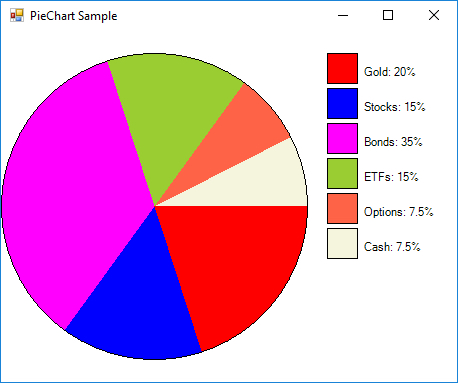 PieChart Sample
Gold: 20%
Stocks: 15%
Bonds: 35%
ETFs: 15%
Options: 7.5%
Cash: 7.5%